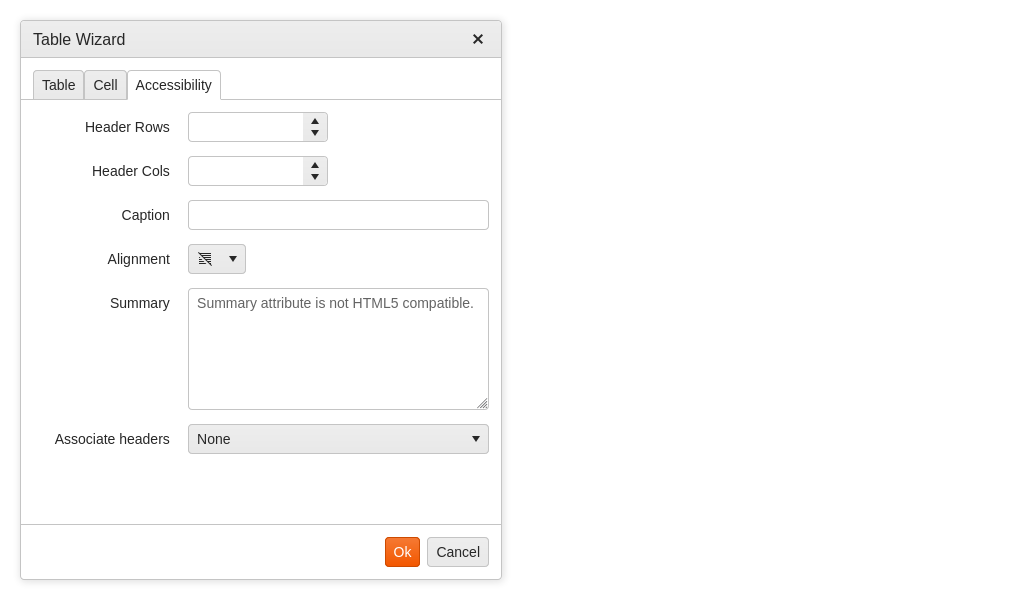 Table Wizard
Table Cell Accessibility
Header Rows
Header Cols
Caption
Alignment
Summary Summary attribute is not HTML5 compatible.
Associate headers None
Ok Cancel